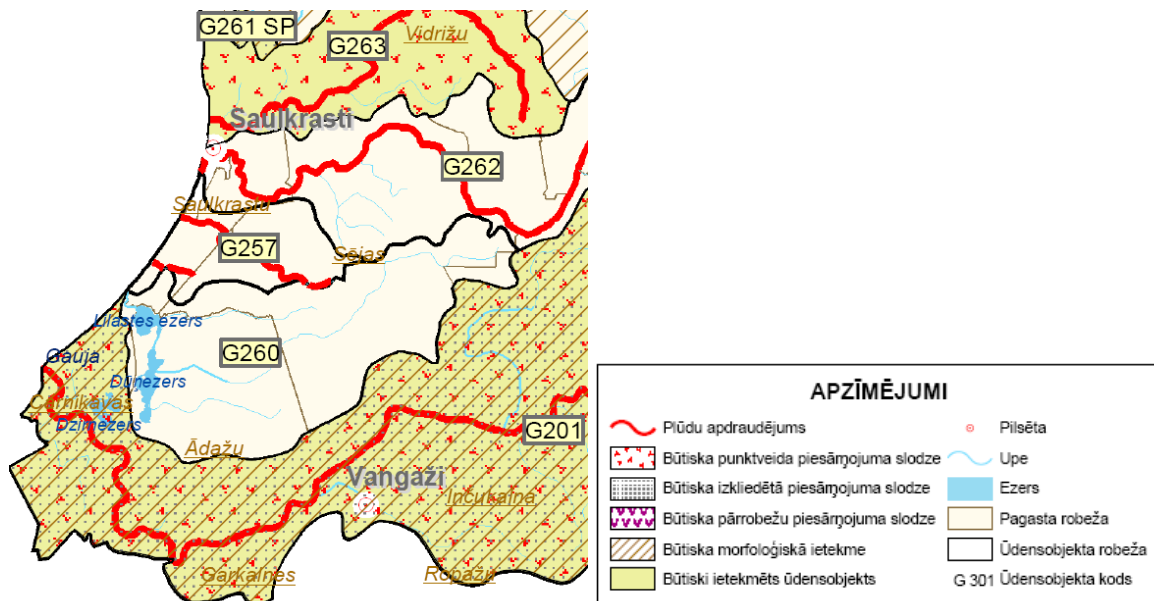 G261 SP
Vidrižu
G263
Saulkrasti
G262
Saulkrastu
G257
Sējas
Lilastes ezers
Gauja
G260
Dūņezers
Carnikavas
Dzirnezers
G201
Ādažu
Vangaži
Inčukalna
Garkalnes
Ropažu
APZĪMĒJUMI
Plūdu apdraudējums
Pilsēta
Būtiska punktveida piesārņojuma slodze
Upe
Būtiska izkliedētā piesārņojuma slodze
Ezers
Būtiska pārrobežu piesārņojuma slodze
Pagasta robeža
Būtiska morfoloģiskā ietekme
Ūdensobjekta robeža
Būtiski ietekmēts ūdensobjekts
G 301 Ūdensobjekta kods